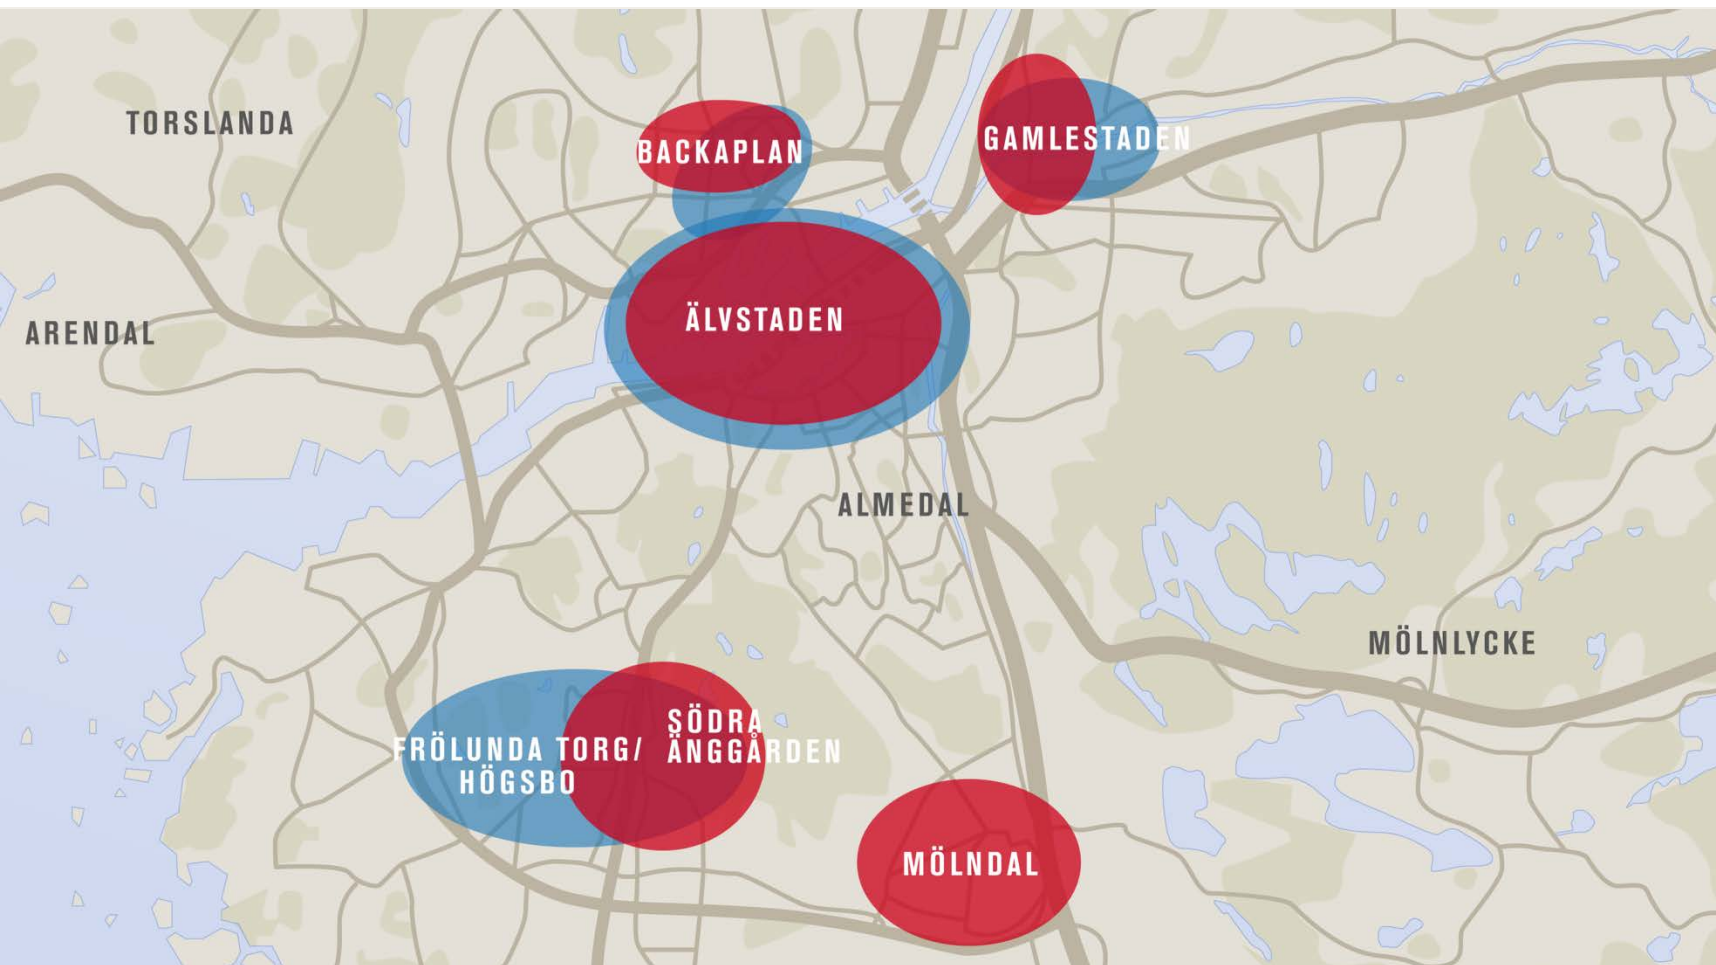 TORSLANDA
BACKAPLAN
GAMLESTADEN
ARENDAL
ÄLVSTADEN
ALMEDAL
MÖLNLYCKE
FRÖLUNDA TORG/
HÖGSBO
SÖDRA
ÄNGGÅRDEN
MÖLNDAL